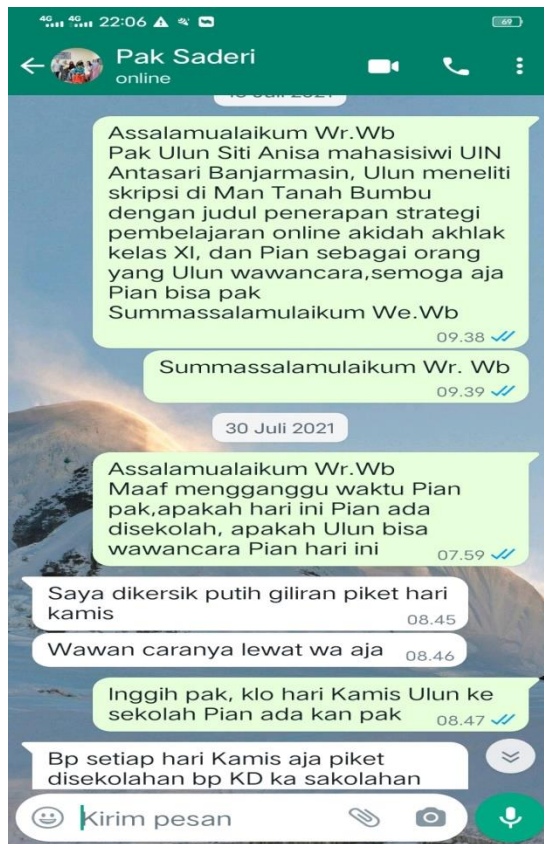 4G 4G 22:06 69
Pak Saderi
online
Juli 2021
Assalamualaikum Wr.Wb
Pak Ulun Siti Anisa mahasisiwi UIN
Antasari Banjarmasin, Ulun meneliti
skripsi di Man Tanah Bumbu
dengan judul penerapan strategi
pembelajaran online akidah akhlak
kelas XI, dan Pian sebagai orang
yang Ulun wawancara,semoga aja
Pian bisa pak
Summassalamulaikum We.Wb
09.38
Summassalamulaikum Wr. Wb
09.39
30 Juli 2021
Assalamualaikum Wr.Wb
Maaf mengganggu waktu Pian
pak,apakah hari ini Pian ada
disekolah, apakah Ulun bisa
wawancara Pian hari ini 07.59
Saya dikersik putih giliran piket hari
kamis 08.45
Wawan caranya lewat wa aja 08.46
Inggih pak, klo hari Kamis Ulun ke
sekolah Pian ada kan pak 08.47
Bp setiap hari Kamis aja piket
disekolahan bp KD ka sakolahan
Kirim pesan